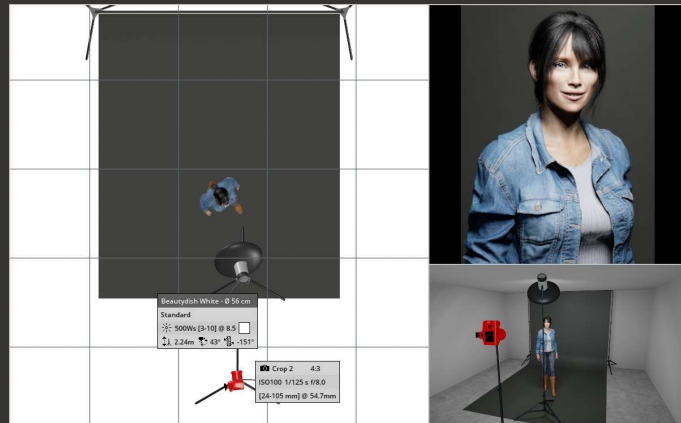 Beautydish White - Ø 56 cm
Standard
500Ws [3-10] @ 8.5
2.24m 43° -151°
Crop 2 4:3
ISO100 1/125 s f/8.0
[24-105 mm] @ 54.7mm